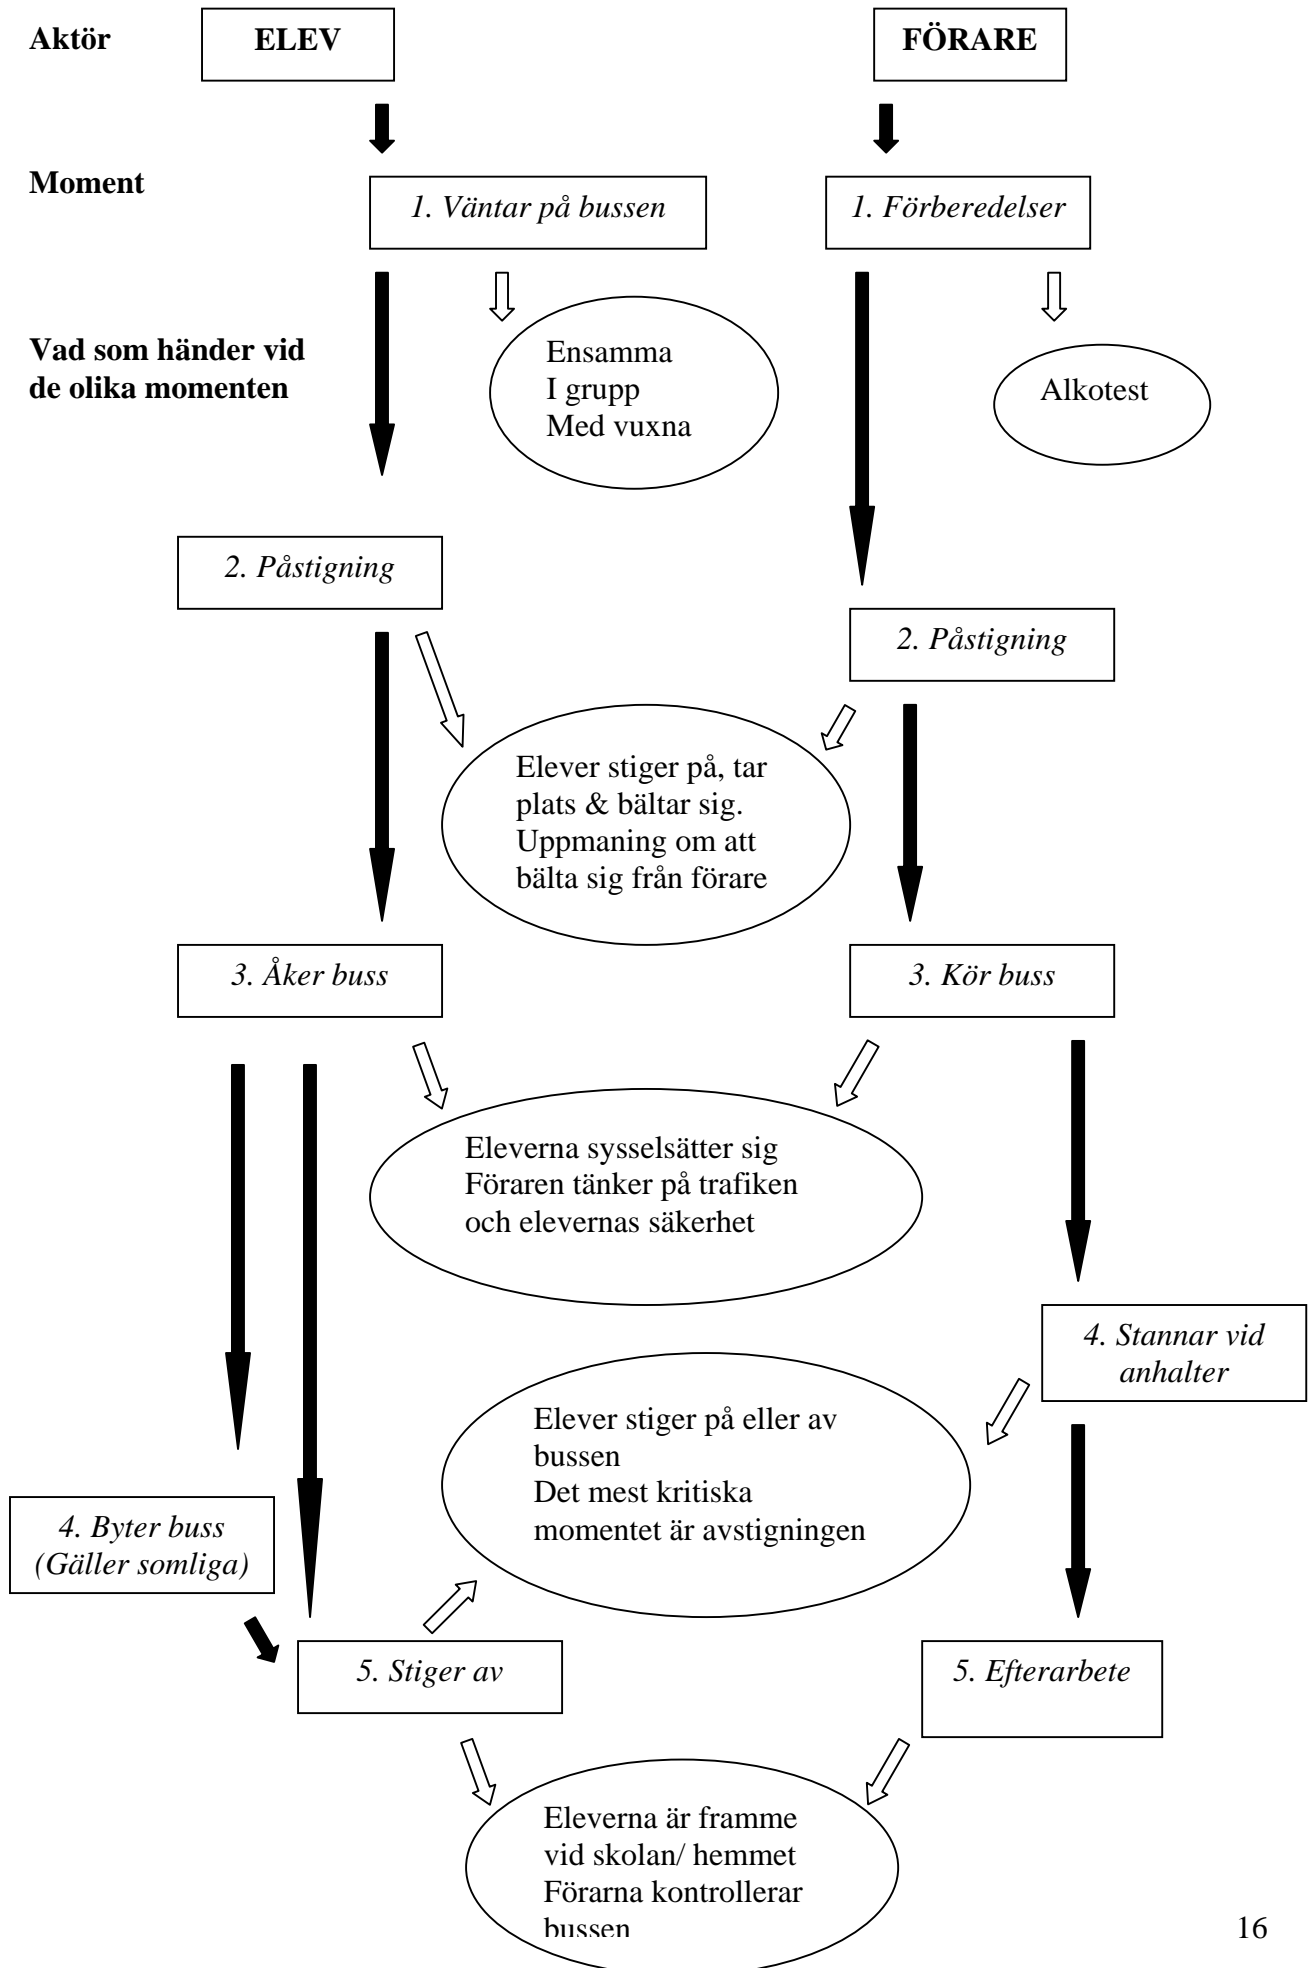 Aktör
ELEV
FÖRARE
Moment
1. Väntar på bussen
1. Förberedelser
Vad som händer vid
de olika momenten
Ensamma
I grupp
Med vuxna
Alkotest
2. Påstigning
2. Påstigning
Elever stiger på, tar
plats & bältar sig.
Uppmaning om att
bälta sig från förare
3. Åker buss
3. Kör buss
Eleverna sysselsätter sig
Föraren tänker på trafiken
och elevernas säkerhet
4. Stannar vid
anhalter
Elever stiger på eller av
bussen
Det mest kritiska
momentet är avstigningen
4. Byter buss
(Gäller somliga)
5. Stiger av
5. Efterarbete
Eleverna är framme
vid skolan/ hemmet
Förarna kontrollerar
bussen
16